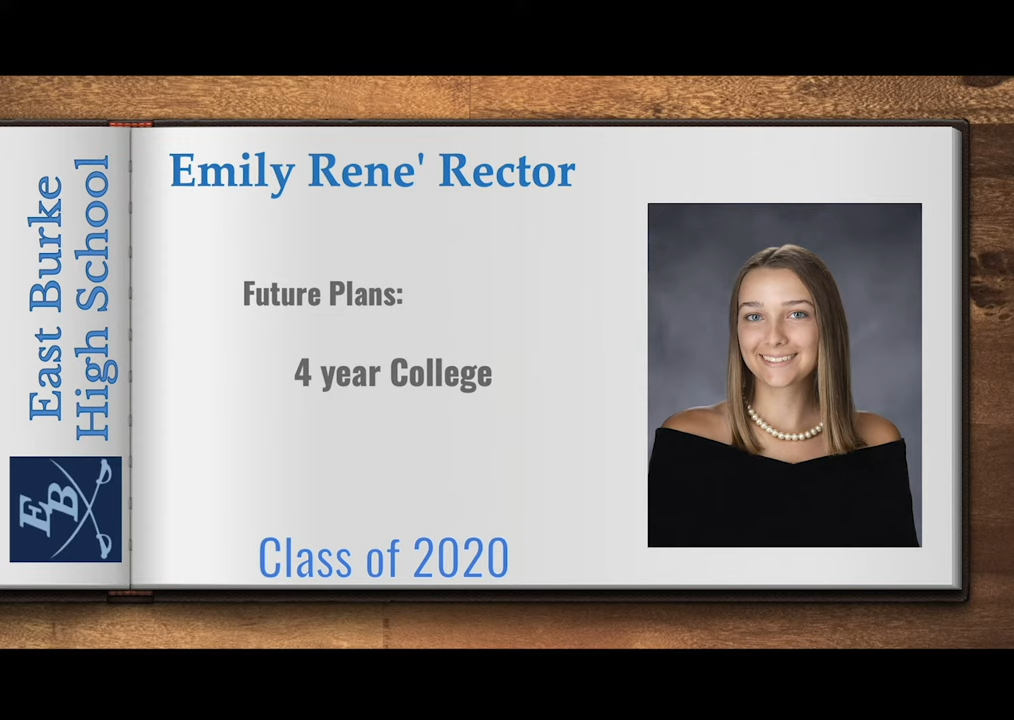 East Burke
High School
EB
Emily Rene' Rector
Future Plans:
4 year College
Class of 2020